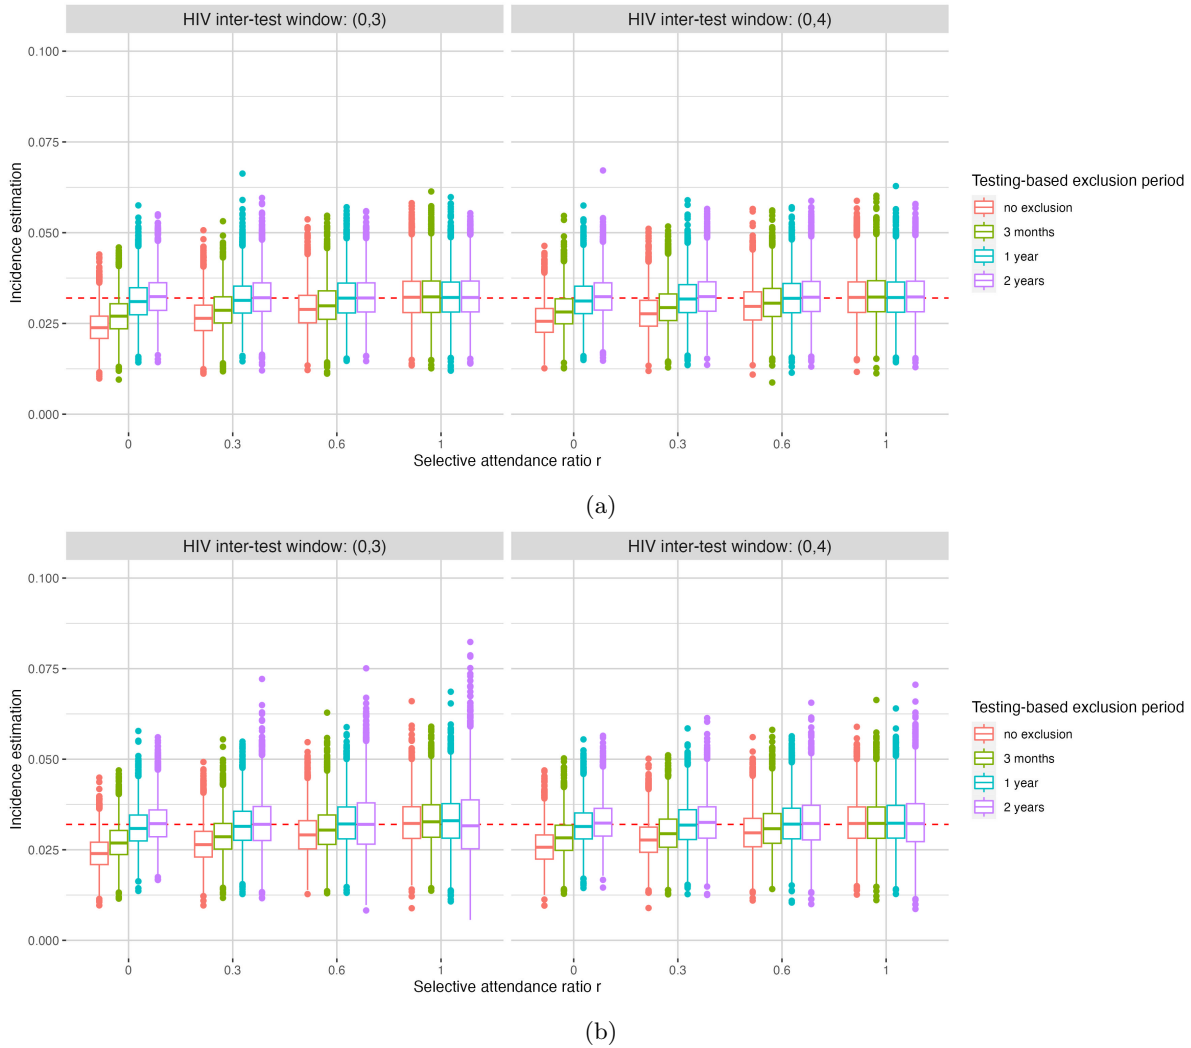 HIV inter-test window: (0,3)
HIV inter-test window: (0,4)
0.100
0.075
0.050
0.025
0.000
Incidence estimation
0
0.3
0.6
1
0
0.3
0.6
1
Selective attendance ratio r
Testing-based exclusion period
no exclusion
3 months
1 year
2 years
(a)
HIV inter-test window: (0,3)
HIV inter-test window: (0,4)
0.100
0.075
0.050
0.025
0.000
Incidence estimation
0
0.3
0.6
1
0
0.3
0.6
1
Selective attendance ratio r
Testing-based exclusion period
no exclusion
3 months
1 year
2 years
(b)